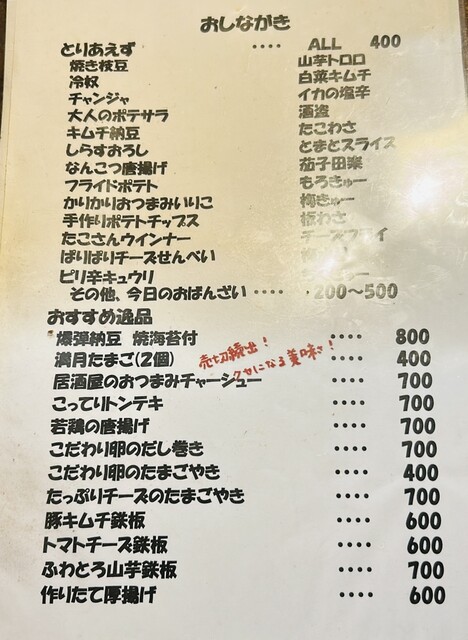 おしながき
とりあえず ・・・・ ALL 400
焼き枝豆 山芋トロロ
冷奴 白菜キムチ
チャンジャ イカの塩辛
大人のポテサラ 酒盗
キムチ納豆 たこわさ
しらすおろし とまとスライス
なんこつ唐揚げ 茄子田楽
フライドポテト もろきゅー
かりかりおつまみいりこ 梅きゅー
手作りポテトチップス 板わさ
たこさんウインナー チーズフライ
ぱりぱりチーズせんべい
ピリ辛キュウリ
その他、今日のおばんざい ・・・・ ・200～500
おすすめ逸品
爆弾納豆 焼海苔付 ・・・・ 800
売切続出!
満月たまご(2個) ・・・・ 400
クセになる美味さ!
居酒屋のおつまみチャーシュー ・・・・ 700
こってりトンテキ ・・・・ 700
若鶏の唐揚げ ・・・・ 700
こだわり卵のだし巻き ・・・・ 700
こだわり卵のたまごやき ・・・・ 400
たっぷりチーズのたまごやき ・・・・ 700
豚キムチ鉄板 ・・・・ 600
トマトチーズ鉄板 ・・・・ 600
ふわとろ山芋鉄板 ・・・・ 700
作りたて厚揚げ ・・・・ 600